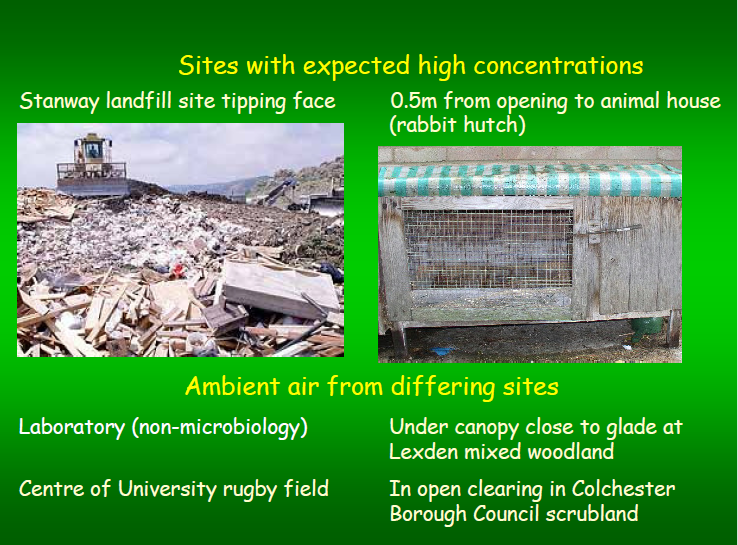 Sites with expected high concentrations
Stanway landfill site tipping face
0.5m from opening to animal house
(rabbit hutch)
Ambient air from differing sites
Laboratory (non-microbiology)
Under canopy close to glade at
Lexden mixed woodland
Centre of University rugby field
In open clearing in Colchester
Borough Council scrubland